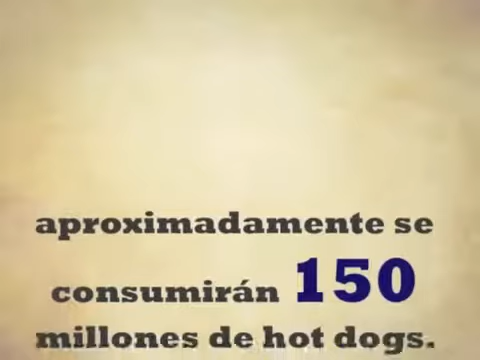 aproximadamente se
consumirán 150
millones de hot dogs.